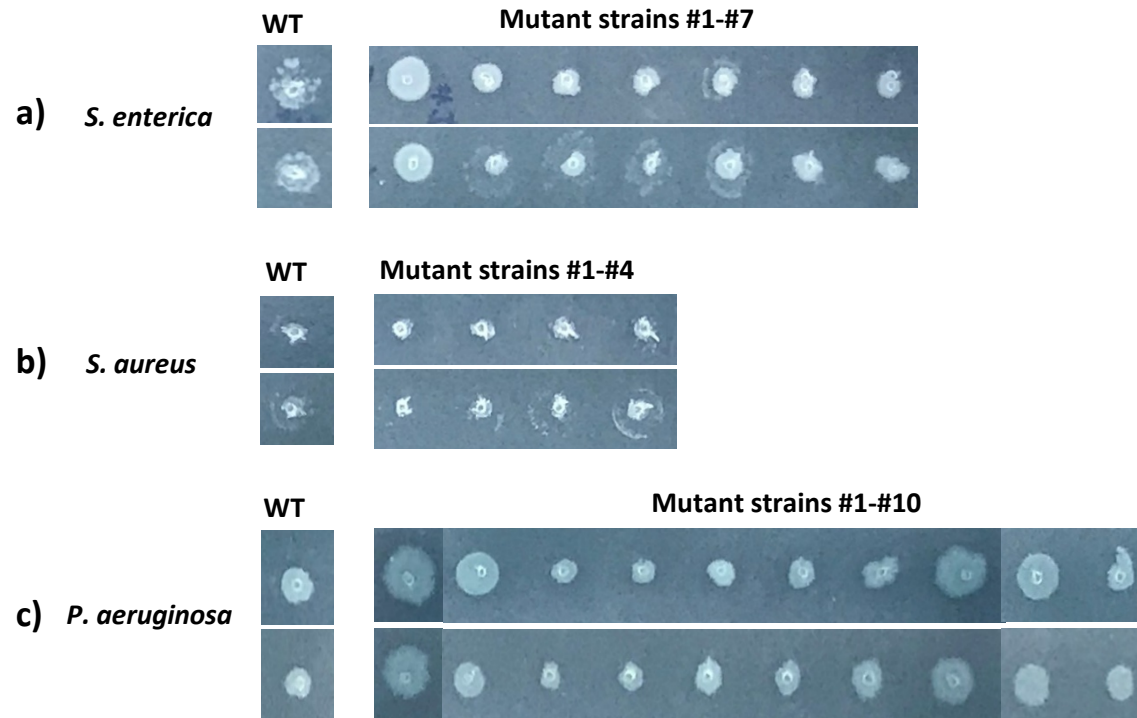 WT Mutant strains #1-#7
a) S. enterica
WT Mutant strains #1-#4
b) S. aureus
WT Mutant strains #1-#10
c) P. aeruginosa